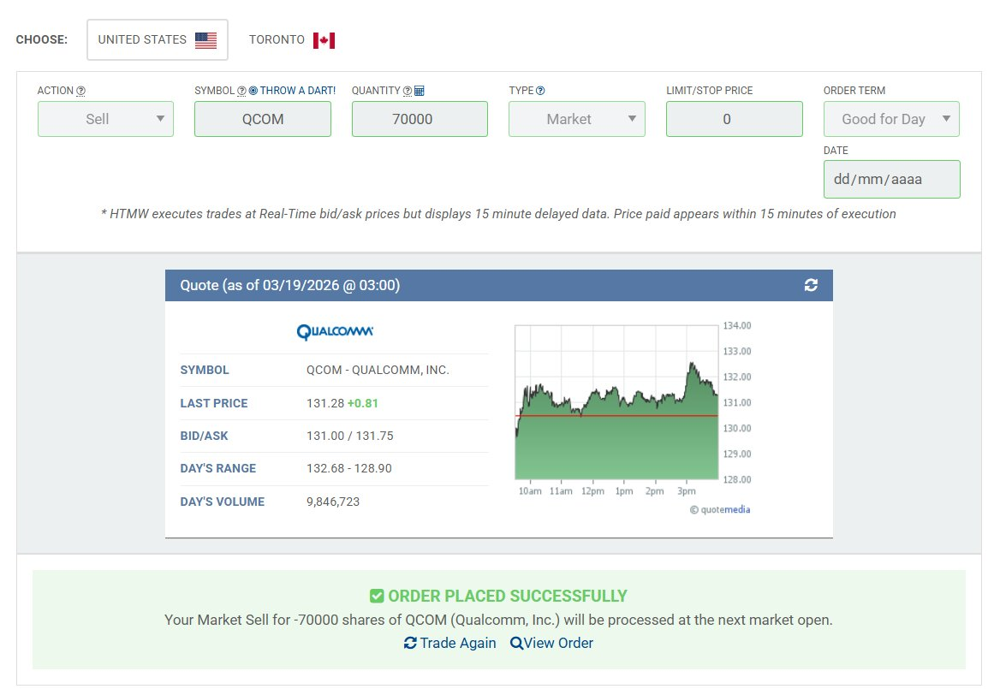 CHOOSE: UNITED STATES TORONTO
ACTION ? SYMBOL ? THROW A DART! QUANTITY ? TYPE ? LIMIT/STOP PRICE ORDER TERM
Sell QCOM 70000 Market 0 Good for Day
DATE
dd/mm/aaaa
* HTMW executes trades at Real-Time bid/ask prices but displays 15 minute delayed data. Price paid appears within 15 minutes of execution
Quote (as of 03/19/2026 @ 03:00)
QUALCOMM
SYMBOL QCOM - QUALCOMM, INC.
LAST PRICE 131.28 +0.81
BID/ASK 131.00 / 131.75
DAY'S RANGE 132.68 - 128.90
DAY'S VOLUME 9,846,723
134.00
133.00
132.00
131.00
130.00
129.00
128.00
10am 11am 12pm 1pm 2pm 3pm
© quotemedia
ORDER PLACED SUCCESSFULLY
Your Market Sell for -70000 shares of QCOM (Qualcomm, Inc.) will be processed at the next market open.
Trade Again View Order